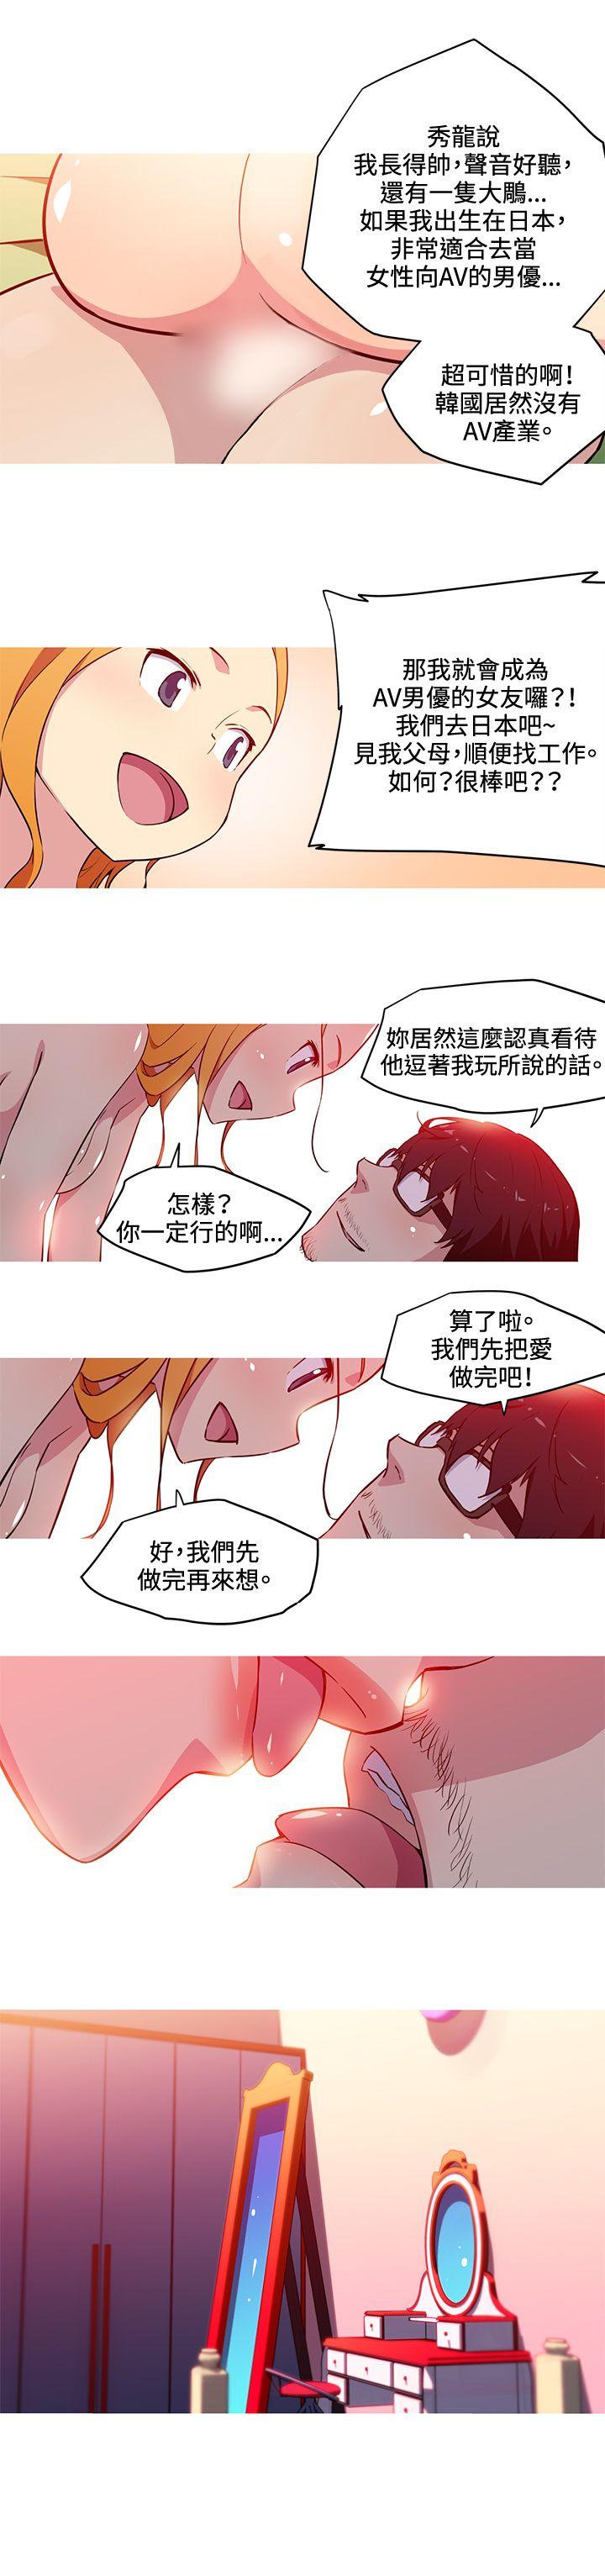 秀龍說
我長得帥，聲音好聽，
還有一隻大鵰...
如果我出生在日本，
非常適合去當
女性向AV的男優...
超可惜的啊！
韓國居然沒有
AV產業。
那我就會成為
AV男優的女友囉？！
我們去日本吧~
見我父母，順便找工作。
如何？很棒吧？？
妳居然這麼認真看待
他逗著我玩所說的話。
怎樣？
你一定行的啊...
算了啦。
我們先把愛
做完吧！
好，我們先
做完再來想。